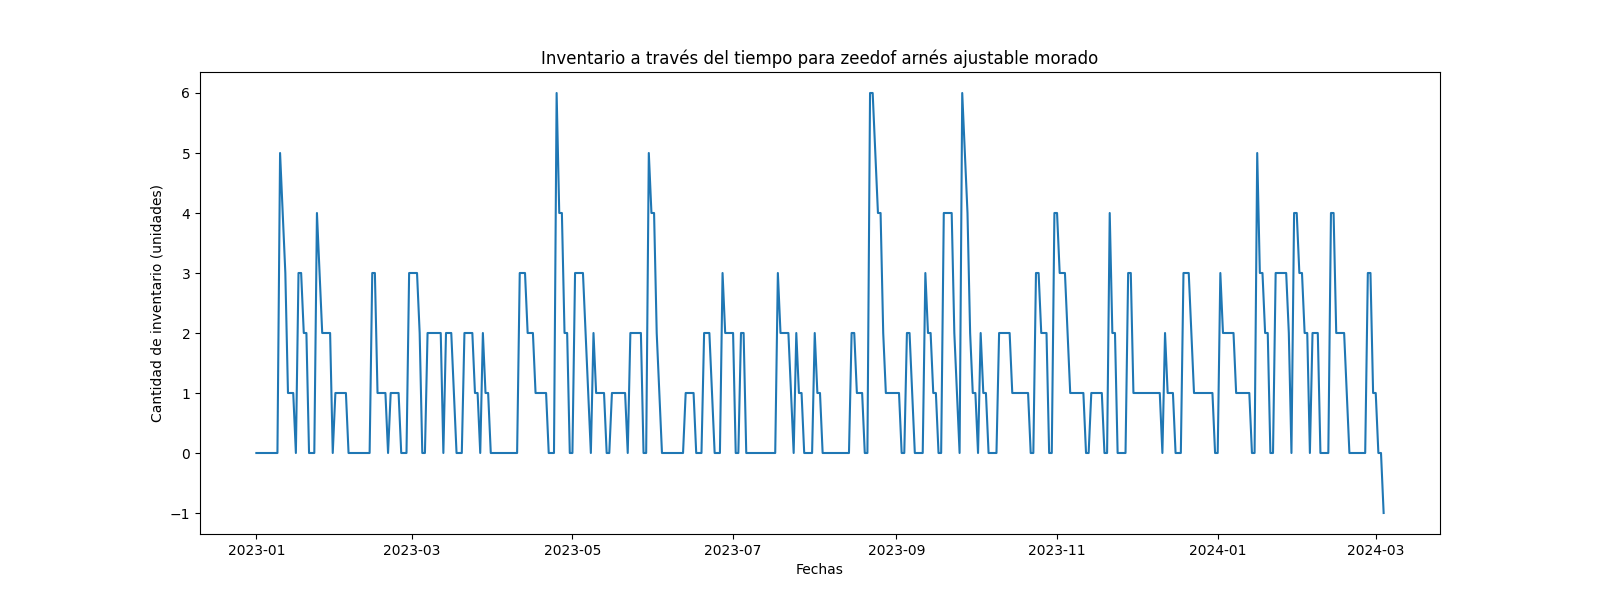 Inventario a través del tiempo para zeedof arnés ajustable morado
Cantidad de inventario (unidades)
6
5
4
3
2
1
0
−1
2023-01 2023-03 2023-05 2023-07 2023-09 2023-11 2024-01 2024-03
Fechas